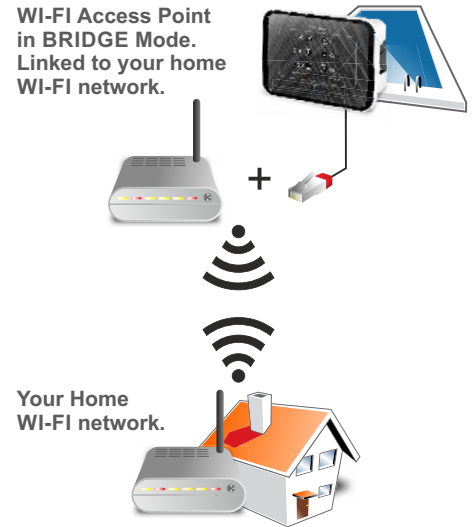 WI-FI Access Point
in BRIDGE Mode.
Linked to your home
WI-FI network.
+
Your Home
WI-FI network.